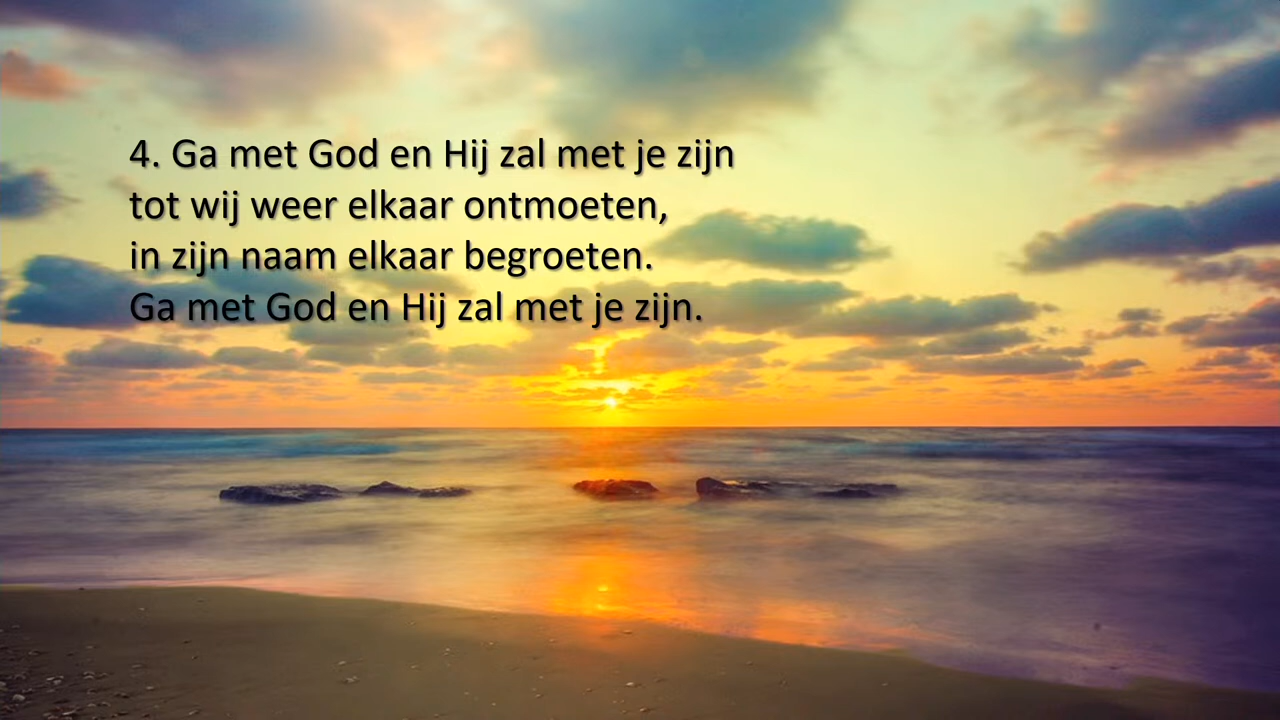 4. Ga met God en Hij zal met je zijn
tot wij weer elkaar ontmoeten,
in zijn naam elkaar begroeten.
Ga met God en Hij zal met je zijn.